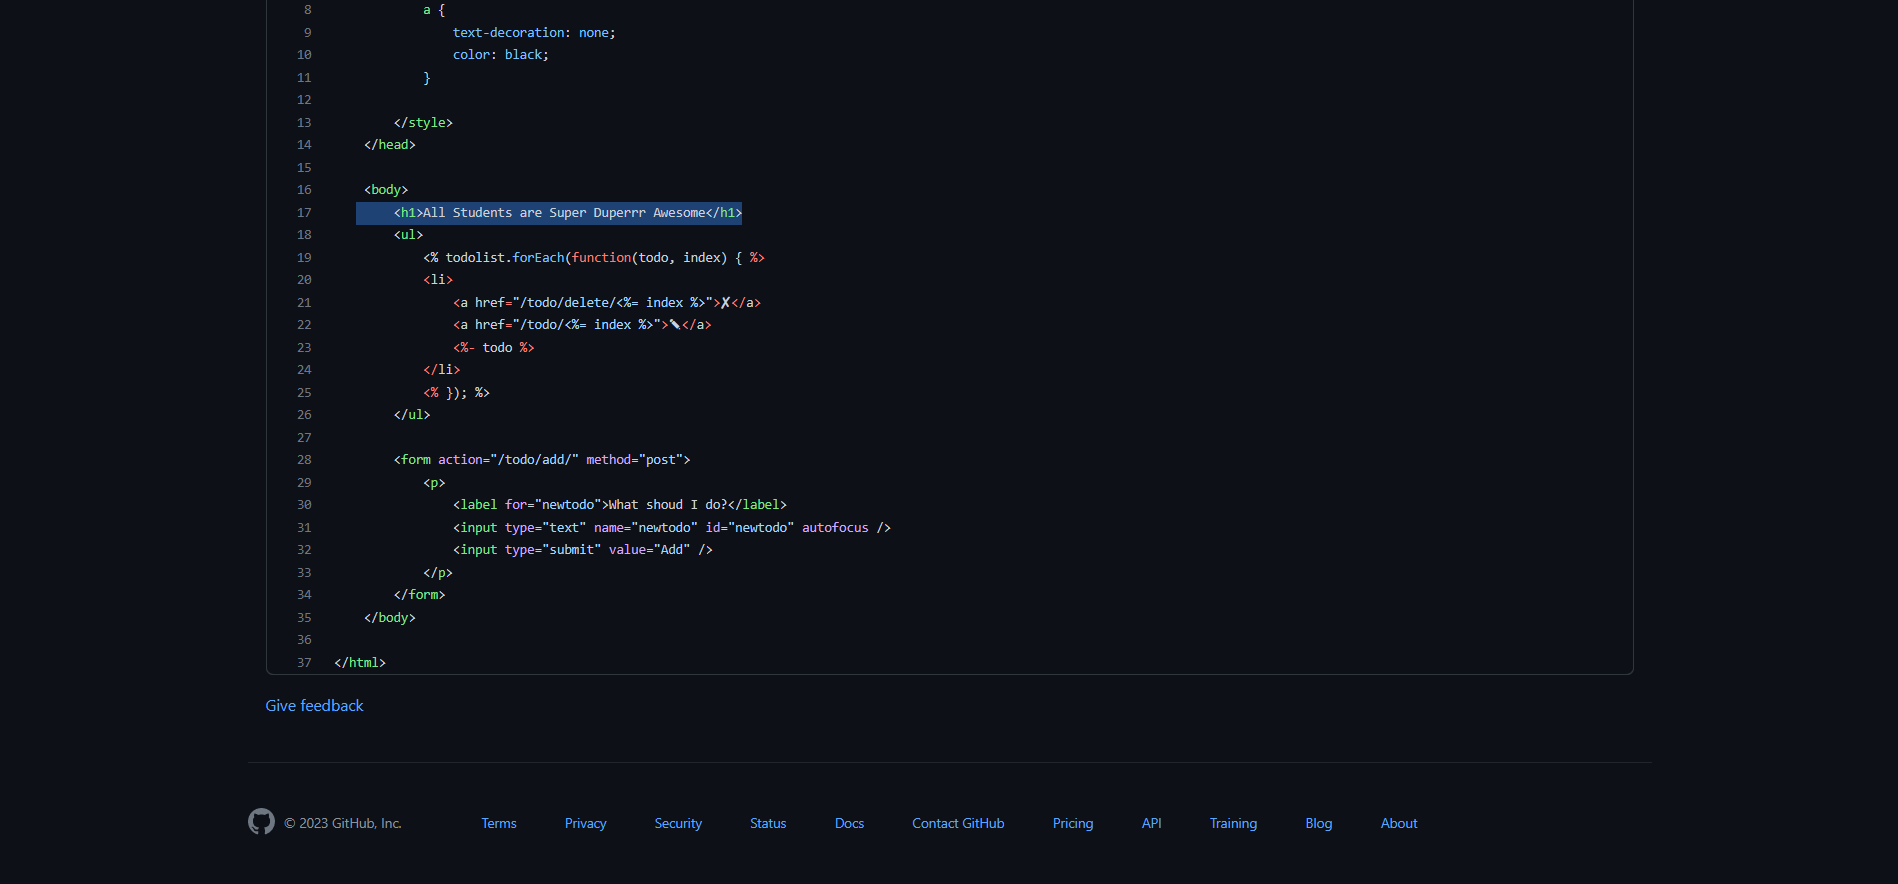 8 a {
9 text-decoration: none;
10 color: black;
11 }
12
13 </style>
14 </head>
15
16 <body>
17 <h1>All Students are Super Duperrr Awesome</h1>
18 <ul>
19 <% todolist.forEach(function(todo, index) { %>
20 <li>
21 <a href="/todo/delete/<%= index %>">✘</a>
22 <a href="/todo/<%= index %>">✎</a>
23 <%- todo %>
24 </li>
25 <% }); %>
26 </ul>
27
28 <form action="/todo/add/" method="post">
29 <p>
30 <label for="newtodo">What shoud I do?</label>
31 <input type="text" name="newtodo" id="newtodo" autofocus />
32 <input type="submit" value="Add" />
33 </p>
34 </form>
35 </body>
36
37 </html>
Give feedback
© 2023 GitHub, Inc. Terms Privacy Security Status Docs Contact GitHub Pricing API Training Blog About